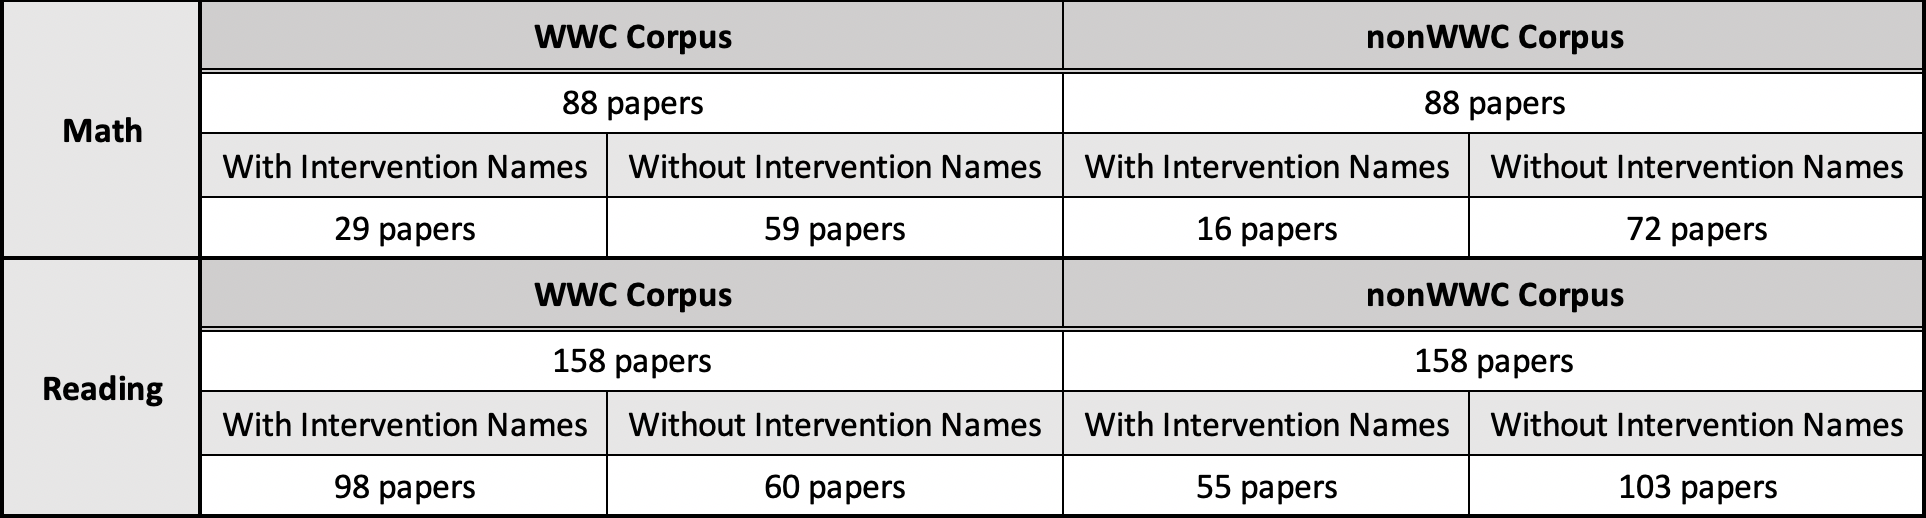 Math
WWC Corpus nonWWC Corpus
88 papers 88 papers
With Intervention Names Without Intervention Names With Intervention Names Without Intervention Names
29 papers 59 papers 16 papers 72 papers
Reading
WWC Corpus nonWWC Corpus
158 papers 158 papers
With Intervention Names Without Intervention Names With Intervention Names Without Intervention Names
98 papers 60 papers 55 papers 103 papers